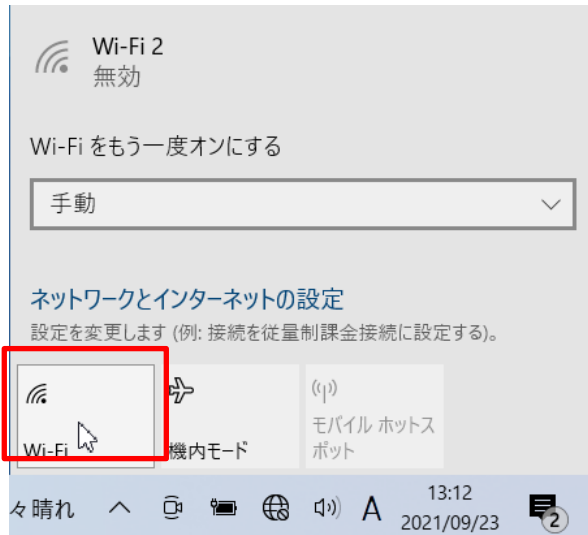 Wi-Fi 2
無効
Wi-Fi をもう一度オンにする
手動
ネットワークとインターネットの設定
設定を変更します (例: 接続を従量制課金接続に設定する)。
Wi-Fi
機内モード
モバイル ホットス
ポット
々晴れ
A
13:12
2021/09/23
2